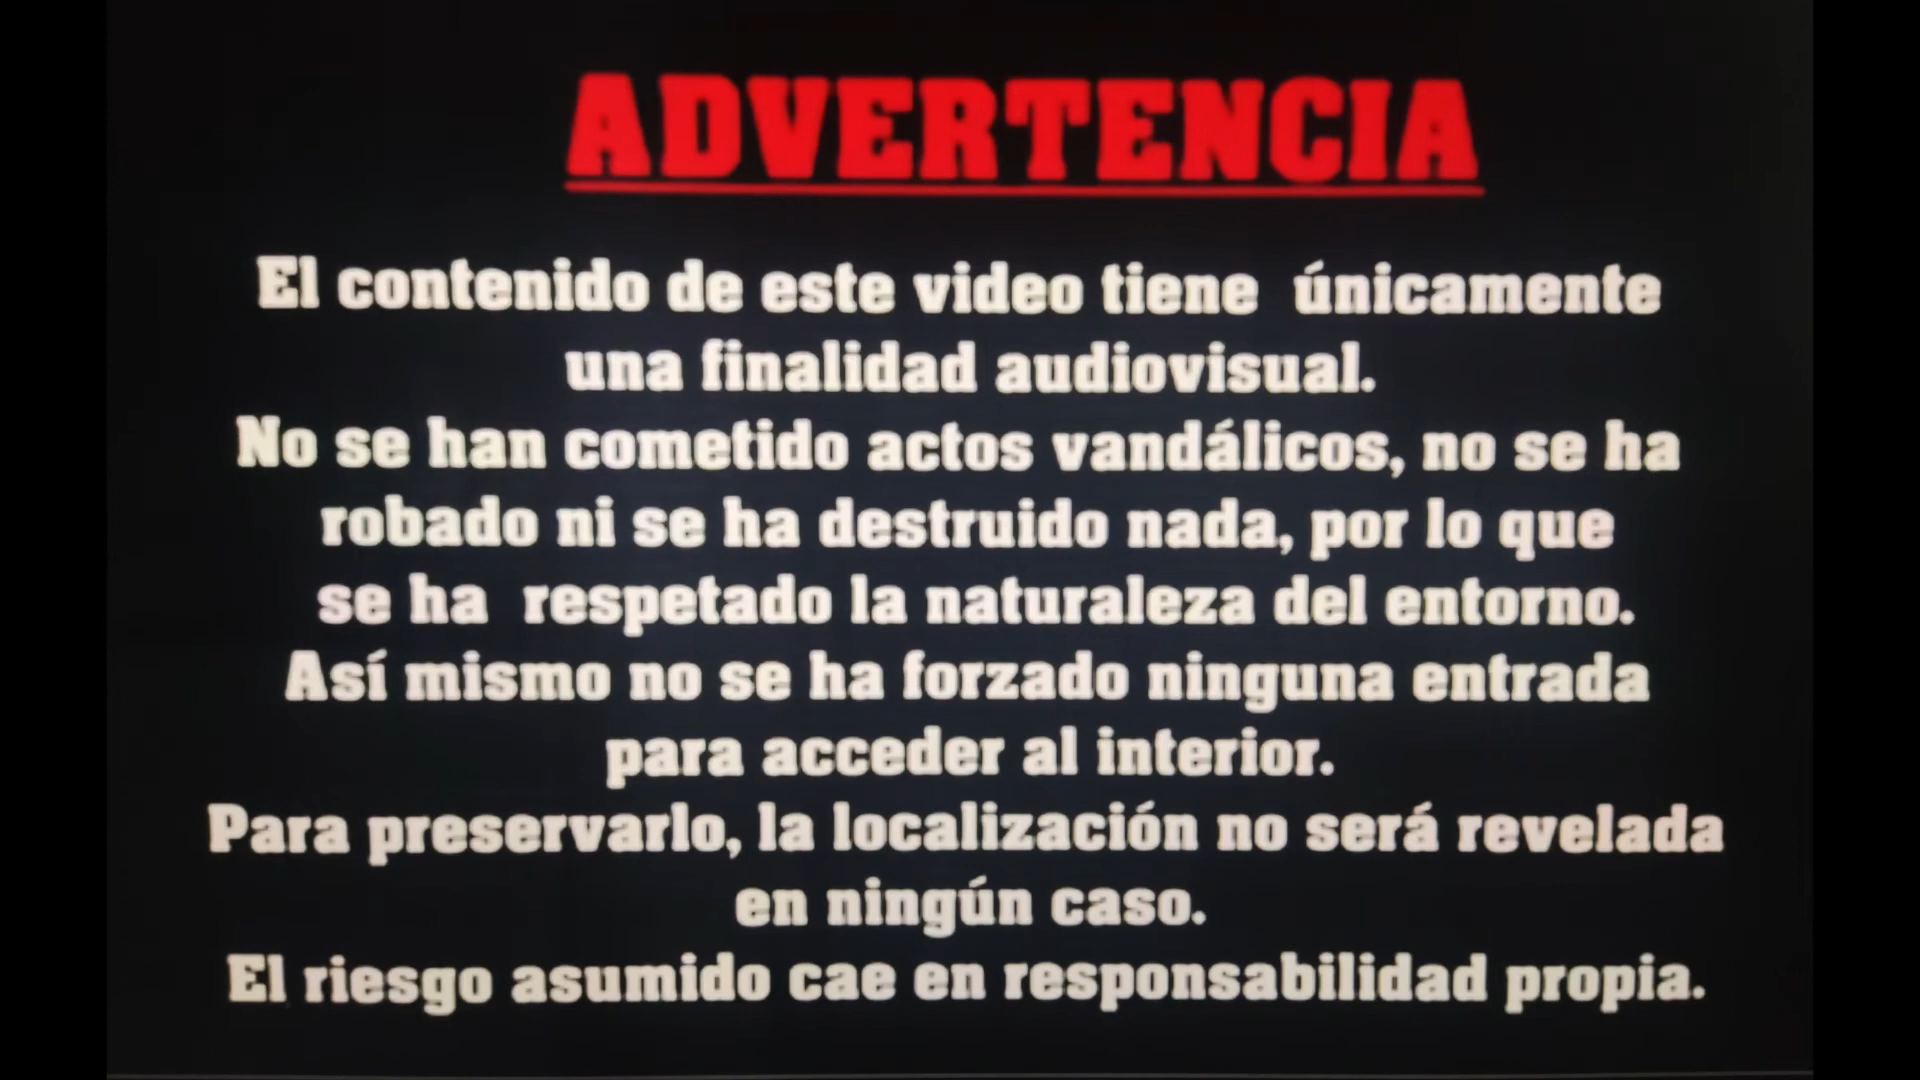 ADVERTENCIA
El contenido de este video tiene únicamente
una finalidad audiovisual.
No se han cometido actos vandálicos, no se ha
robado ni se ha destruido nada, por lo que
se ha respetado la naturaleza del entorno.
Así mismo no se ha forzado ninguna entrada
para acceder al interior.
Para preservarlo, la localización no será revelada
en ningún caso.
El riesgo asumido cae en responsabilidad propia.